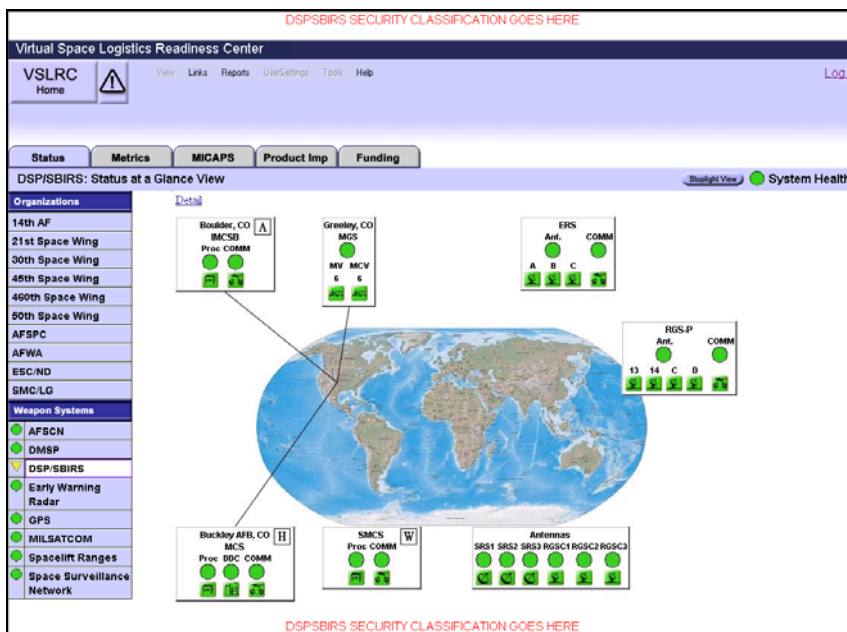 DSPSBIRS SECURITY CLASSIFICATION GOES HERE
Virtual Space Logistics Readiness Center
VSLRC
Home
View Links Reports UserSettings Tools Help
Log
Status Metrics MICAPS Product Imp Funding
DSP/SBIRS: Status at a Glance View
Stoplight View System Health
Organizations
14th AF
21st Space Wing
30th Space Wing
45th Space Wing
460th Space Wing
50th Space Wing
AFSPC
AFWA
ESC/ND
SMC/LG
Weapon Systems
AFSCN
DMSP
DSP/SBIRS
Early Warning
Radar
GPS
MILSATCOM
Spacelift Ranges
Space Surveillance
Network
Detail
Boulder, CO A
IMCSB
Proc COMM
Greeley, CO
MGS
MV MCV
6 6
ERS
Ant. COMM
A B C
RGS-P
Ant. COMM
13 14 C D
Buckley AFB, CO H
MCS
Proc DDC COMM
SMCS W
Proc COMM
Antennas
SRS1 SRS2 SRS3 RGSC1 RGSC2 RGSC3
DSPSBIRS SECURITY CLASSIFICATION GOES HERE